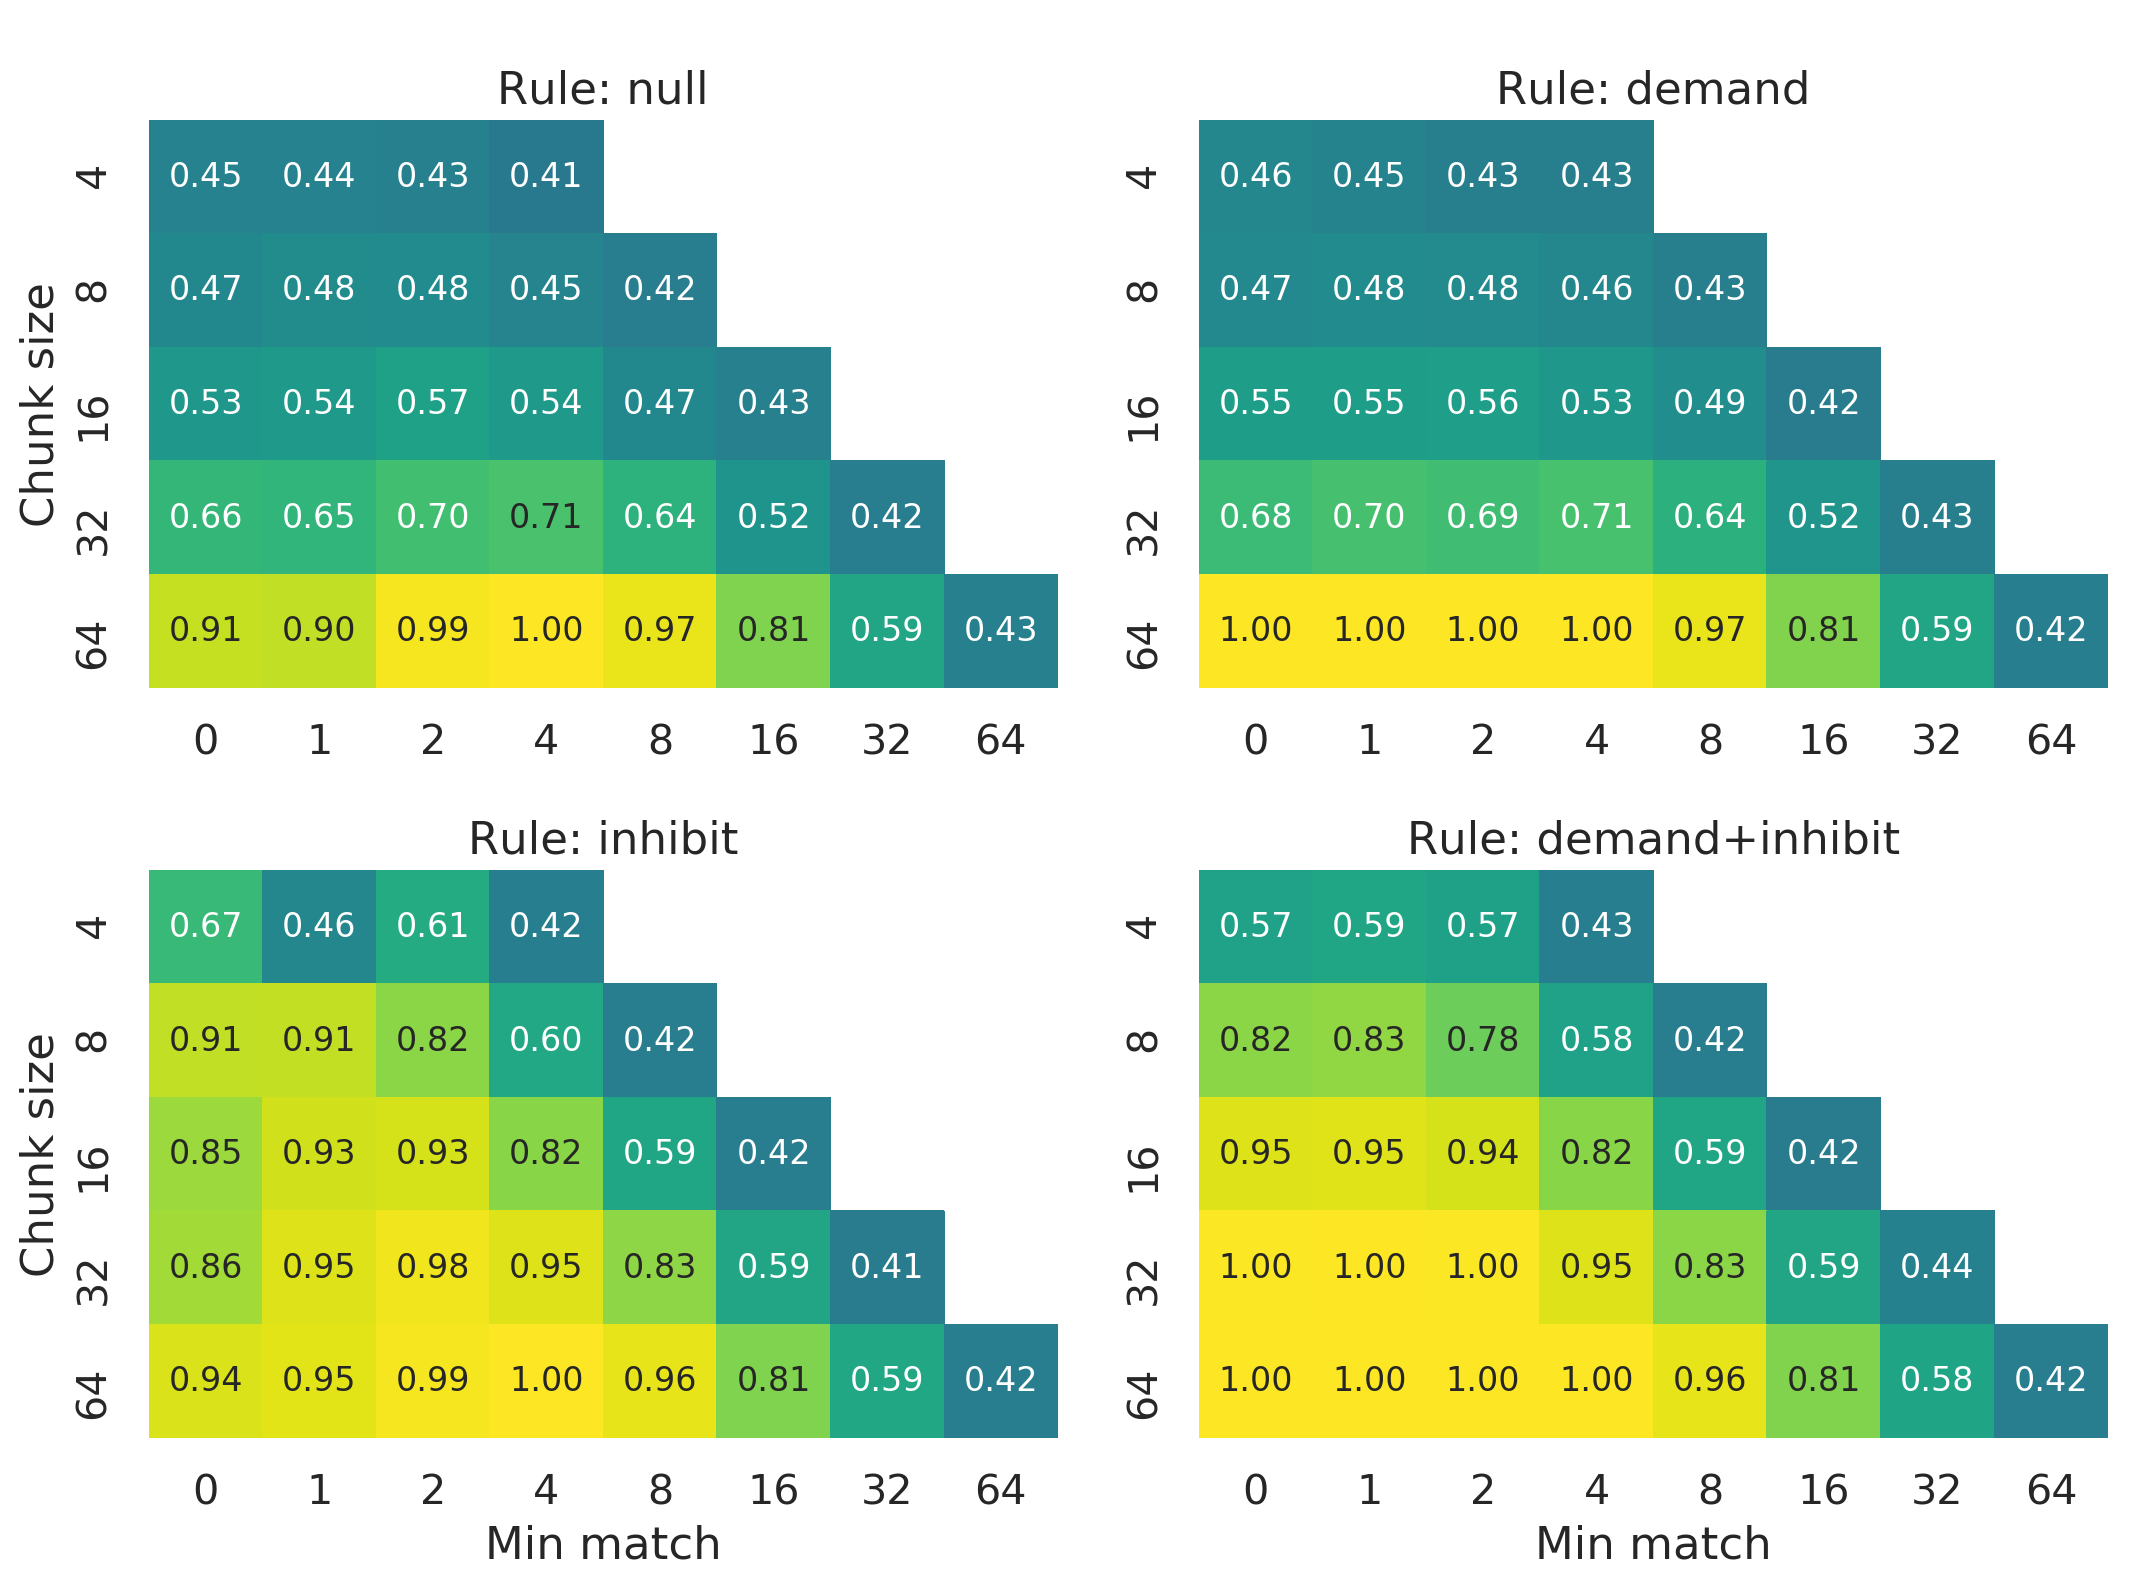 Rule: null
4 0.45 0.44 0.43 0.41
8 0.47 0.48 0.48 0.45 0.42
16 0.53 0.54 0.57 0.54 0.47 0.43
32 0.66 0.65 0.70 0.71 0.64 0.52 0.42
64 0.91 0.90 0.99 1.00 0.97 0.81 0.59 0.43
Chunk size
0 1 2 4 8 16 32 64
Rule: demand
4 0.46 0.45 0.43 0.43
8 0.47 0.48 0.48 0.46 0.43
16 0.55 0.55 0.56 0.53 0.49 0.42
32 0.68 0.70 0.69 0.71 0.64 0.52 0.43
64 1.00 1.00 1.00 1.00 0.97 0.81 0.59 0.42
0 1 2 4 8 16 32 64
Rule: inhibit
4 0.67 0.46 0.61 0.42
8 0.91 0.91 0.82 0.60 0.42
16 0.85 0.93 0.93 0.82 0.59 0.42
32 0.86 0.95 0.98 0.95 0.83 0.59 0.41
64 0.94 0.95 0.99 1.00 0.96 0.81 0.59 0.42
Chunk size
0 1 2 4 8 16 32 64
Min match
Rule: demand+inhibit
4 0.57 0.59 0.57 0.43
8 0.82 0.83 0.78 0.58 0.42
16 0.95 0.95 0.94 0.82 0.59 0.42
32 1.00 1.00 1.00 0.95 0.83 0.59 0.44
64 1.00 1.00 1.00 1.00 0.96 0.81 0.58 0.42
0 1 2 4 8 16 32 64
Min match